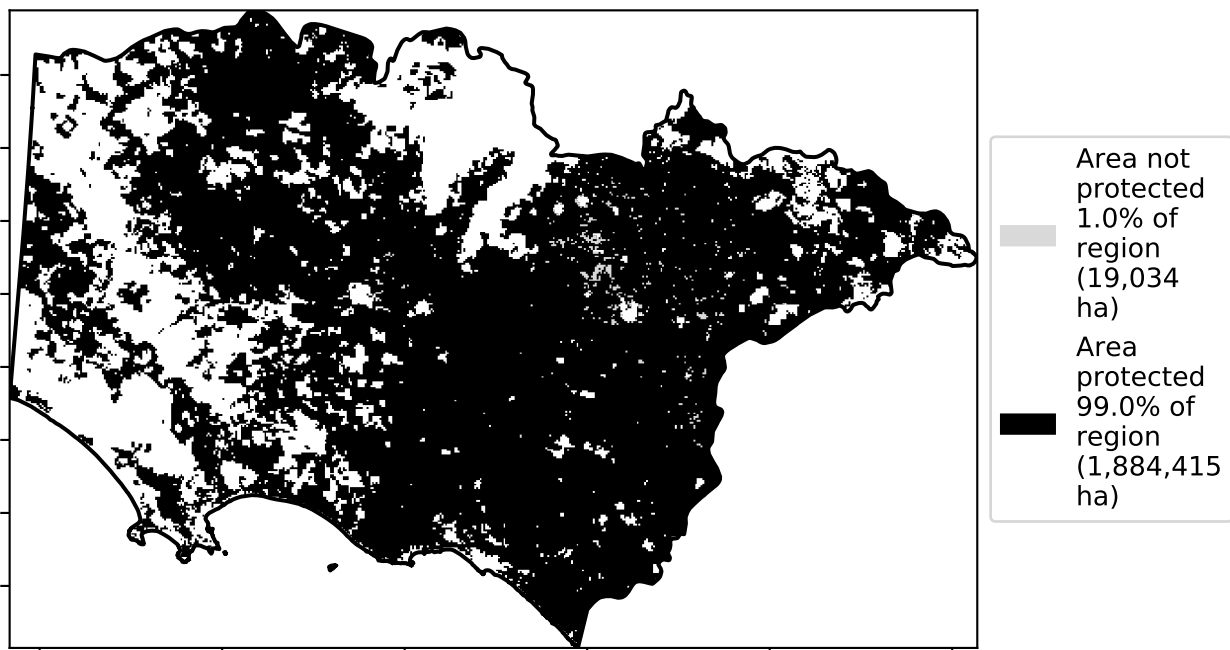 Area not
protected
1.0% of
region
(19,034
ha)
Area
protected
99.0% of
region
(1,884,415
ha)